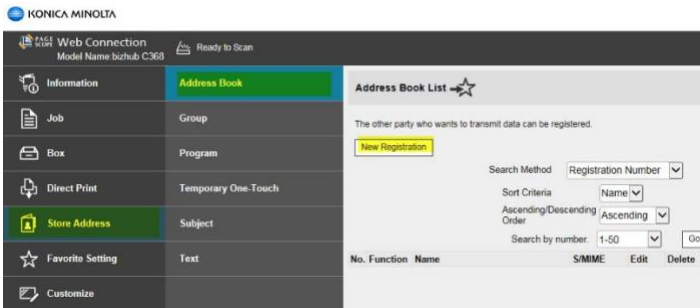 KONICA MINOLTA
PAGE SCOPE Web Connection
Model Name bizhub C368
Ready to Scan
Information
Job
Box
Direct Print
Store Address
Favorite Setting
Customize
Address Book
Group
Program
Temporary One-Touch
Subject
Text
Address Book List
The other party who wants to transmit data can be registered.
New Registration
Search Method Registration Number
Sort Criteria Name
Ascending/Descending Order Ascending
Search by number. 1-50 Go
No. Function Name S/MIME Edit Delete